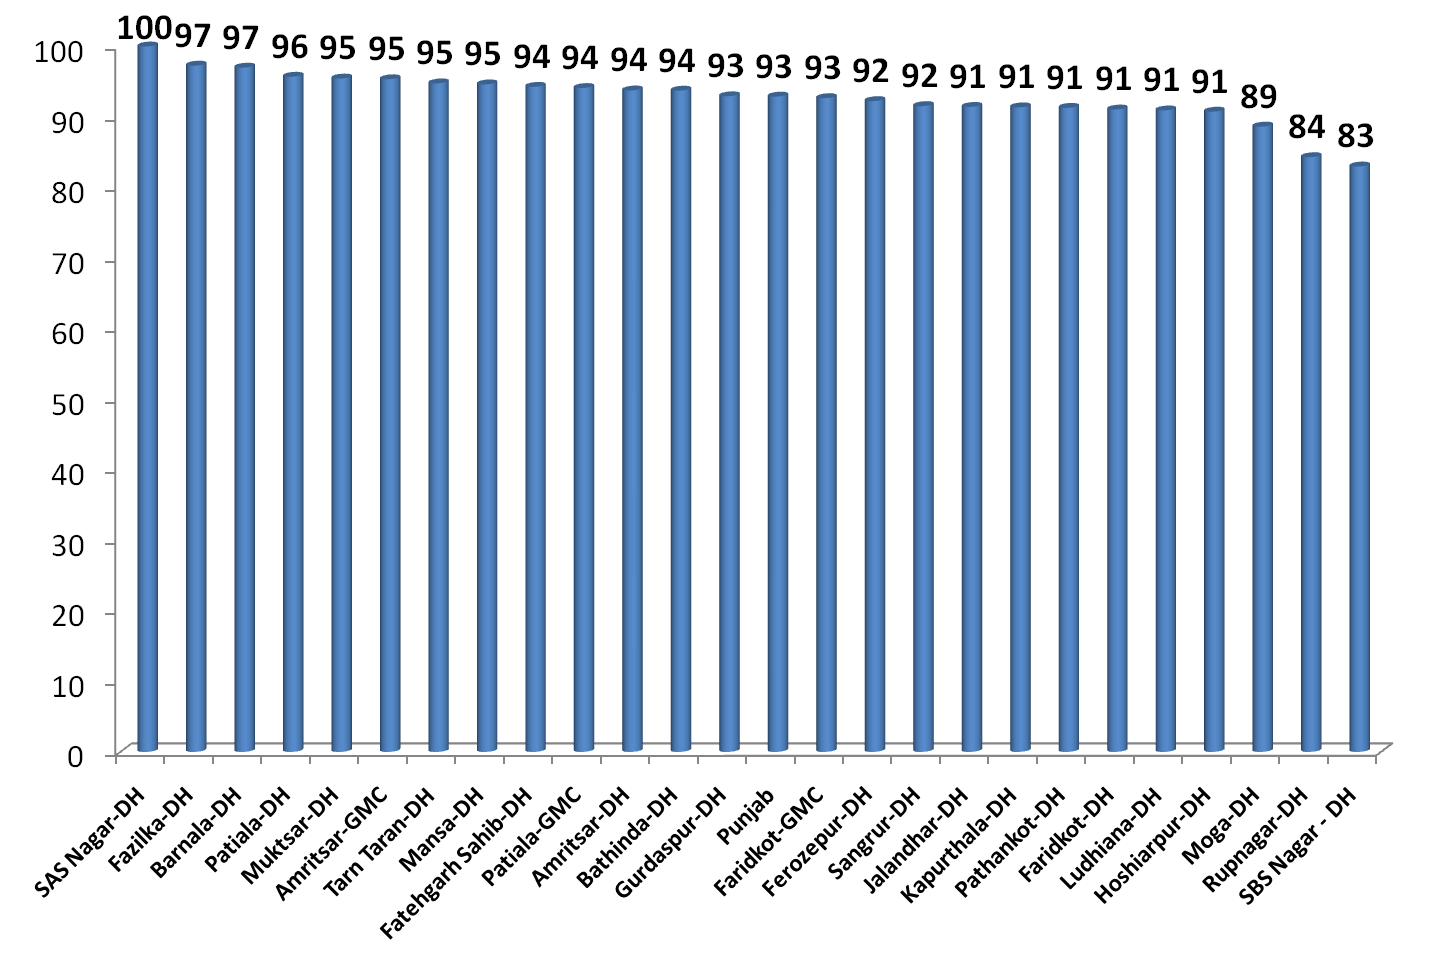 100 97 97 96 95 95 95 95 94 94 94 94 93 93 93 92 92 91 91 91 91 91 91 89 84 83
100
90
80
70
60
50
40
30
20
10
0
SAS Nagar-DH
Fazilka-DH
Barnala-DH
Patiala-DH
Muktsar-DH
Amritsar-GMC
Tarn Taran-DH
Mansa-DH
Fatehgarh Sahib-DH
Patiala-GMC
Amritsar-DH
Bathinda-DH
Gurdaspur-DH
Punjab
Faridkot-GMC
Ferozepur-DH
Sangrur-DH
Jalandhar-DH
Kapurthala-DH
Pathankot-DH
Faridkot-DH
Ludhiana-DH
Hoshiarpur-DH
Moga-DH
Rupnagar-DH
SBS Nagar - DH